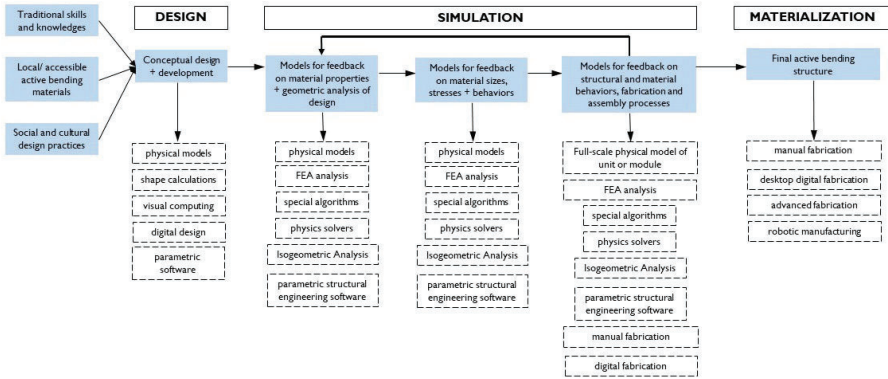 DESIGN
SIMULATION
MATERIALIZATION
Traditional skills
and knowledges
Local/ accessible
active bending
materials
Social and cultural
design practices
Conceptual design
+ development
Models for feedback
on material properties
+ geometric analysis of
design
Models for feedback
on material sizes,
stresses + behaviors
Models for feedback on
structural and material
behaviors, fabrication and
assembly processes
Final active bending
structure
physical models
shape calculations
visual computing
digital design
parametric
software
physical models
FEA analysis
special algorithms
physics solvers
Isogeometric Analysis
parametric structural
engineering software
physical models
FEA analysis
special algorithms
physics solvers
Isogeometric Analysis
parametric structural
engineering software
Full-scale physical model of
unit or module
FEA analysis
special algorithms
physics solvers
Isogeometric Analysis
parametric structural
engineering software
manual fabrication
digital fabrication
manual fabrication
desktop digital fabrication
advanced fabrication
robotic manufacturing